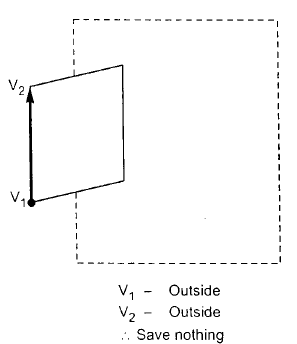 V2
V1
V1 – Outside
V2 – Outside
∴ Save nothing